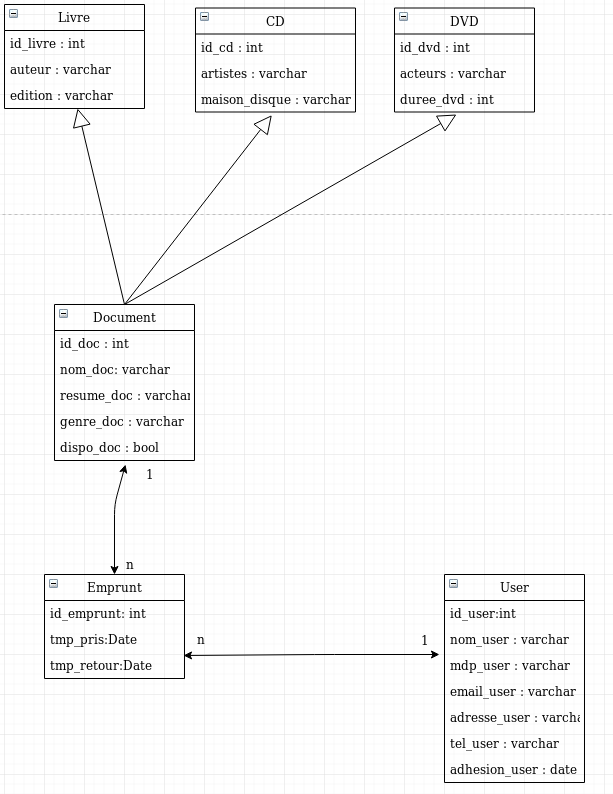 Livre
id_livre : int
auteur : varchar
edition : varchar
CD
id_cd : int
artistes : varchar
maison_disque : varchar
DVD
id_dvd : int
acteurs : varchar
duree_dvd : int
Document
id_doc : int
nom_doc: varchar
resume_doc : varchar
genre_doc : varchar
dispo_doc : bool
1
n
Emprunt
id_emprunt: int
tmp_pris:Date
tmp_retour:Date
n
1
User
id_user:int
nom_user : varchar
mdp_user : varchar
email_user : varchar
adresse_user : varcha
tel_user : varchar
adhesion_user : date